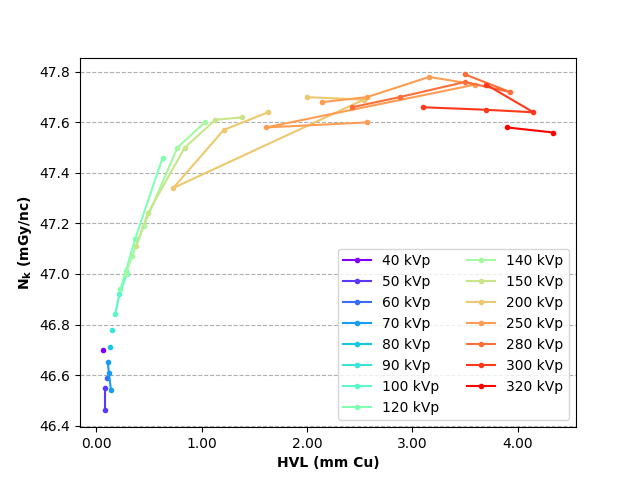 47.8
47.6
47.4
47.2
47.0
46.8
46.6
46.4
N_k (mGy/nc)
0.00 1.00 2.00 3.00 4.00
HVL (mm Cu)
40 kVp 140 kVp
50 kVp 150 kVp
60 kVp 200 kVp
70 kVp 250 kVp
80 kVp 280 kVp
90 kVp 300 kVp
100 kVp 320 kVp
120 kVp